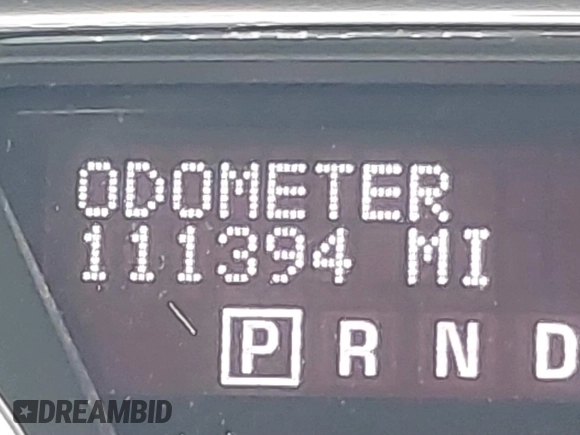 ODOMETER
111394 MI
P R N D
DREAMBID